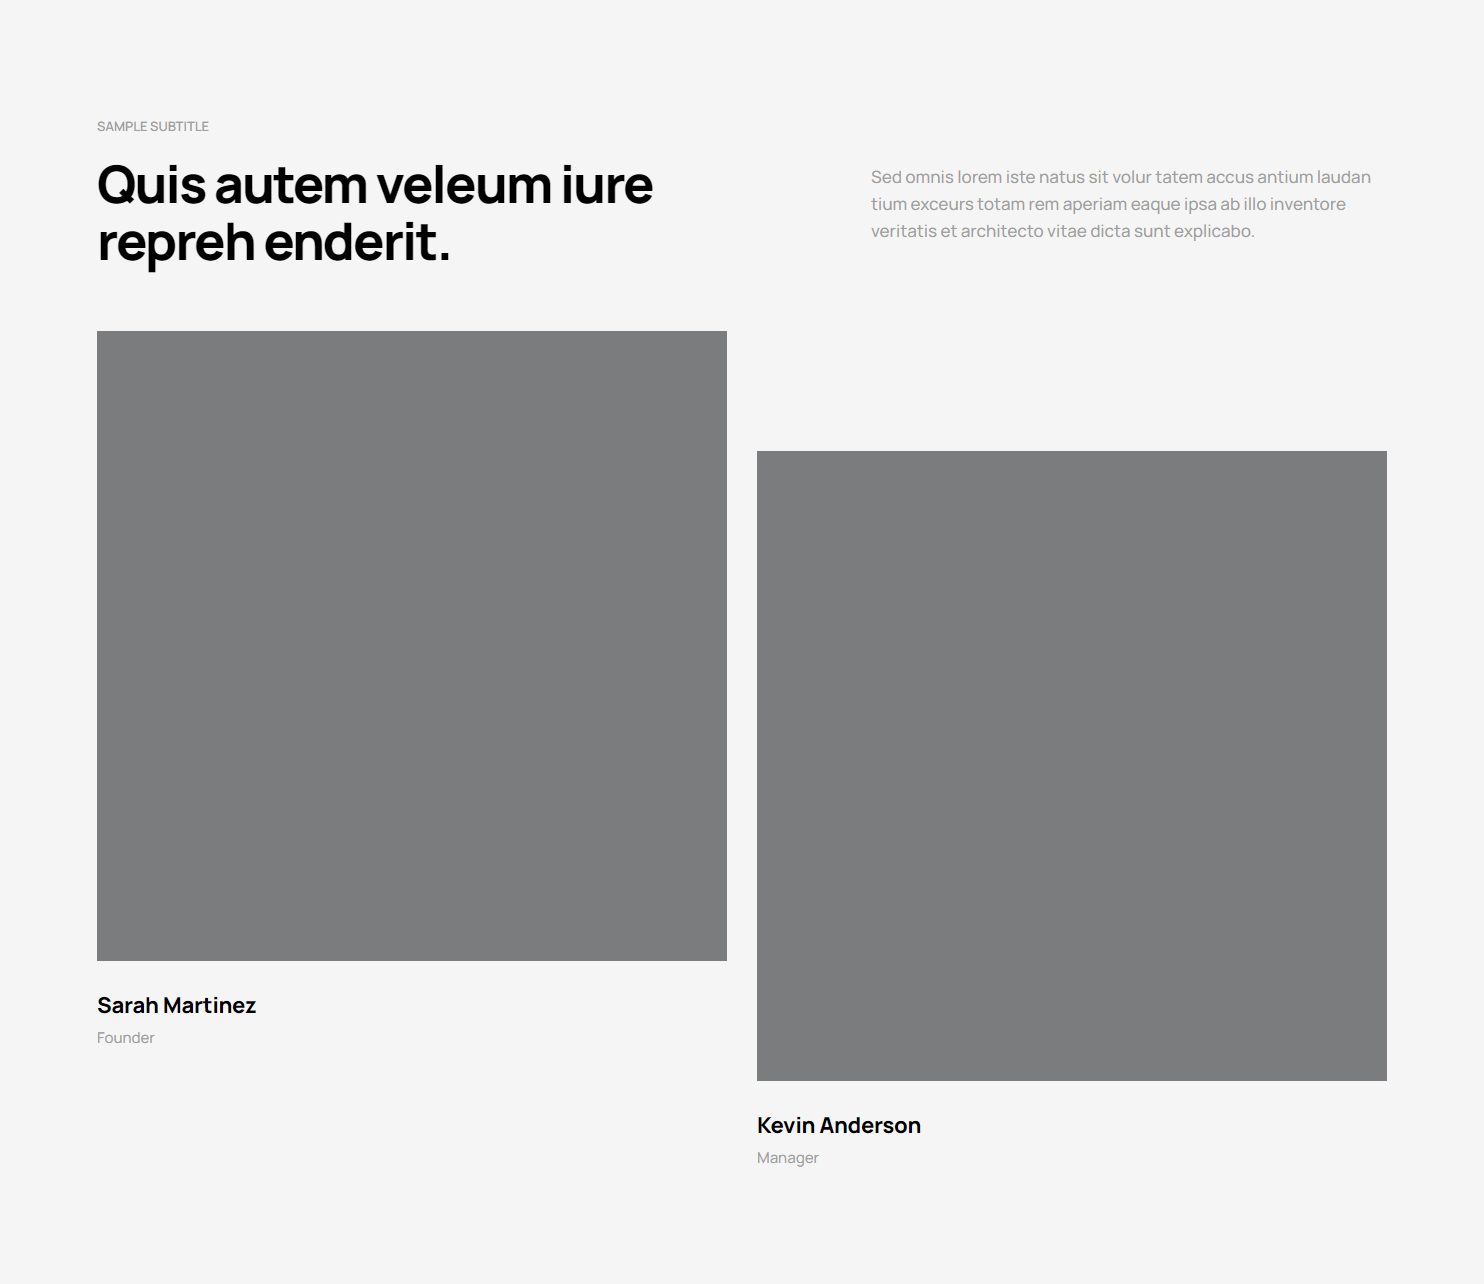 SAMPLE SUBTITLE
Quis autem veleum iure
repreh enderit.
Sed omnis lorem iste natus sit volur tatem accus antium laudan
tium exceurs totam rem aperiam eaque ipsa ab illo inventore
veritatis et architecto vitae dicta sunt explicabo.
Sarah Martinez
Founder
Kevin Anderson
Manager